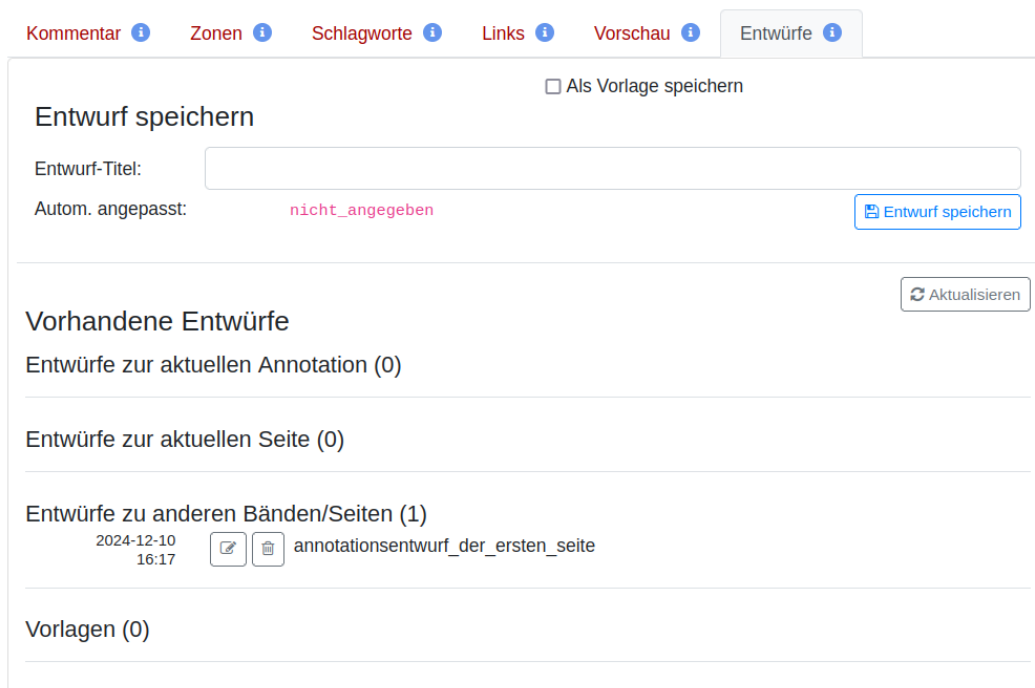 Kommentar i Zonen i Schlagworte i Links i Vorschau i Entwürfe i
Als Vorlage speichern
Entwurf speichern
Entwurf-Titel:
Autom. angepasst: nicht_angegeben Entwurf speichern
Aktualisieren
Vorhandene Entwürfe
Entwürfe zur aktuellen Annotation (0)
Entwürfe zur aktuellen Seite (0)
Entwürfe zu anderen Bänden/Seiten (1)
2024-12-10
16:17 annotationsentwurf_der_ersten_seite
Vorlagen (0)